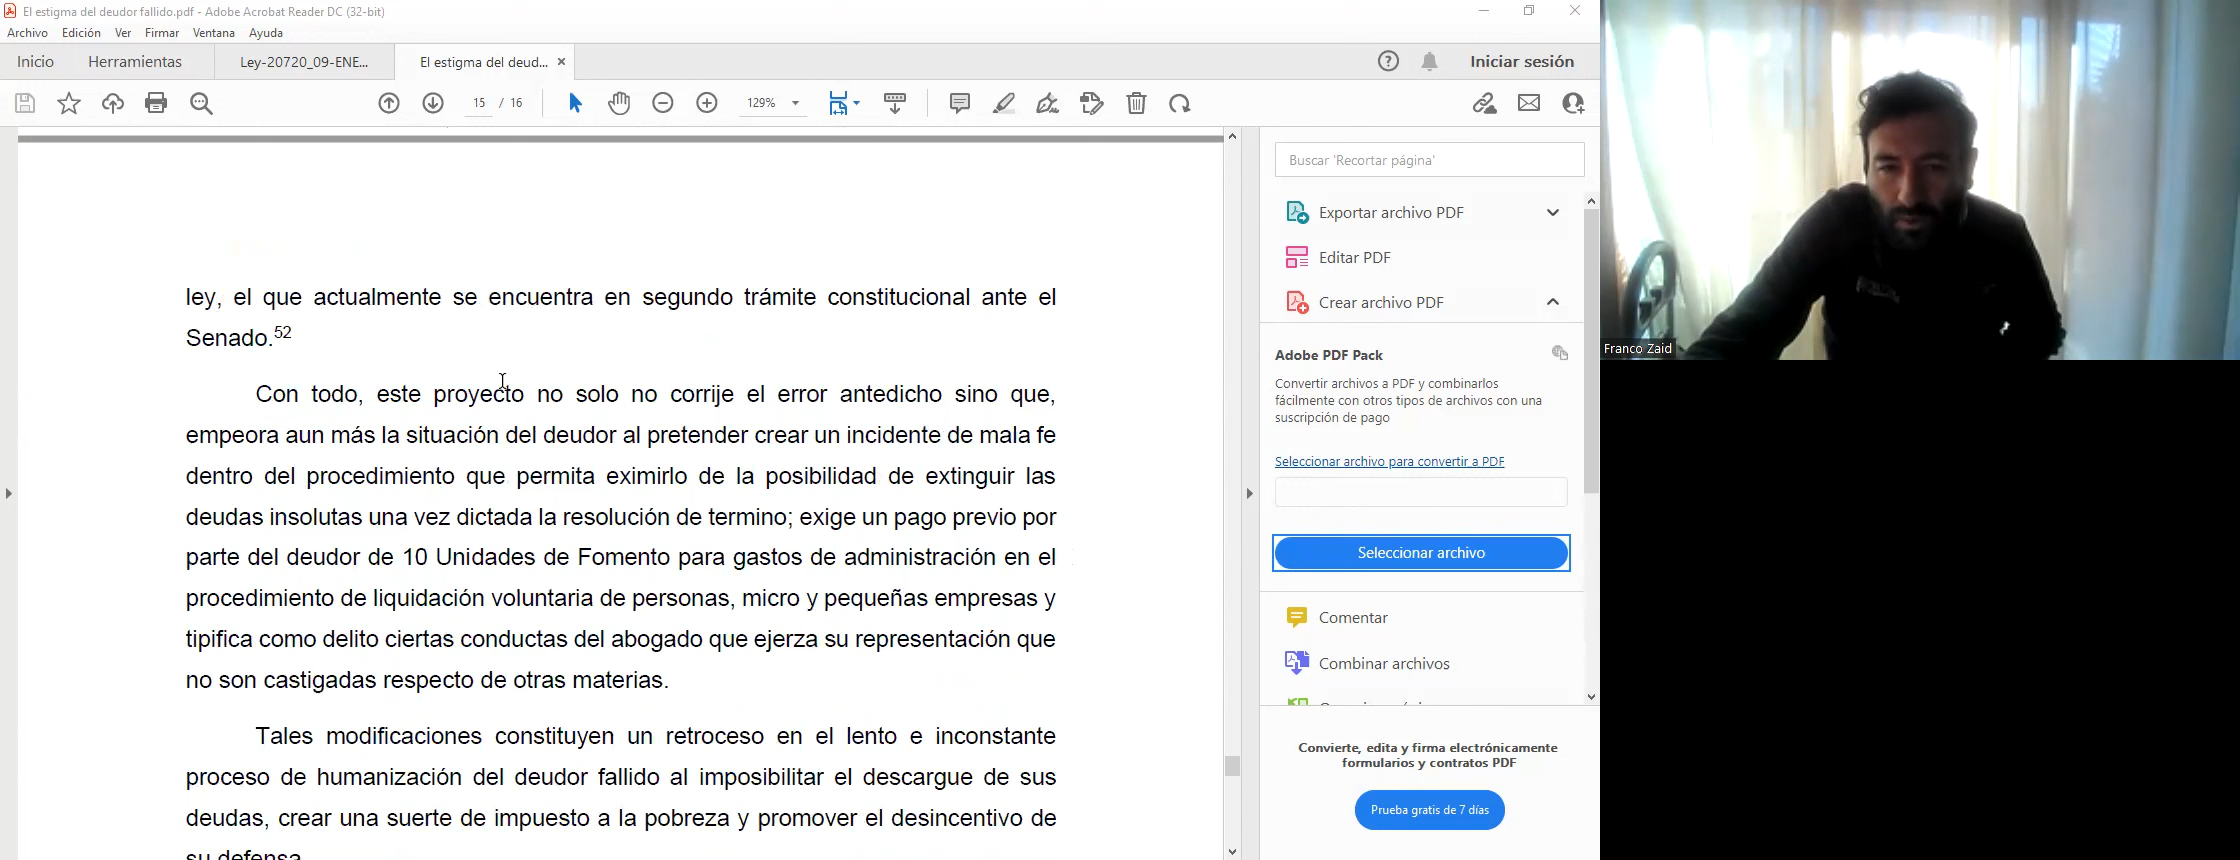 El estigma del deudor fallido.pdf - Adobe Acrobat Reader DC (32-bit)
Archivo Edición Ver Firmar Ventana Ayuda
Inicio Herramientas Ley-20720_09-ENE... El estigma del deud... × Iniciar sesión
15 / 16 129%
ley, el que actualmente se encuentra en segundo trámite constitucional ante el
Senado.52
Con todo, este proyecto no solo no corrije el error antedicho sino que,
empeora aun más la situación del deudor al pretender crear un incidente de mala fe
dentro del procedimiento que permita eximirlo de la posibilidad de extinguir las
deudas insolutas una vez dictada la resolución de termino; exige un pago previo por
parte del deudor de 10 Unidades de Fomento para gastos de administración en el
procedimiento de liquidación voluntaria de personas, micro y pequeñas empresas y
tipifica como delito ciertas conductas del abogado que ejerza su representación que
no son castigadas respecto de otras materias.
Tales modificaciones constituyen un retroceso en el lento e inconstante
proceso de humanización del deudor fallido al imposibilitar el descargue de sus
deudas, crear una suerte de impuesto a la pobreza y promover el desincentivo de
su defensa
Buscar 'Recortar página'
Exportar archivo PDF
Editar PDF
Crear archivo PDF
Adobe PDF Pack
Convertir archivos a PDF y combinarlos
fácilmente con otros tipos de archivos con una
suscripción de pago
Seleccionar archivo para convertir a PDF
Seleccionar archivo
Comentar
Combinar archivos
Convierte, edita y firma electrónicamente
formularios y contratos PDF
Prueba gratis de 7 días
Franco Zaid